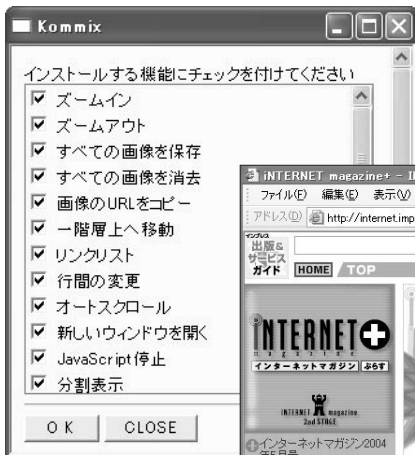 Kommix
インストールする機能にチェックを付けてください
ズームイン
ズームアウト
すべての画像を保存
すべての画像を消去
画像のURLをコピー
一階層上へ移動
リンクリスト
行間の変更
オートスクロール
新しいウィンドウを開く
JavaScript停止
分割表示
OK CLOSE
iNTERNET magazine+ - I
ファイル(F) 編集(E) 表示(V)
アドレス(D) http://internet.imp
インプレス
出版&
サービス
ガイド HOME TOP
iNTERNET+
magazine
インターネットマガジン ぷらす
INTERNET magazine
2nd STAGE
インターネットマガジン2004
年5月号